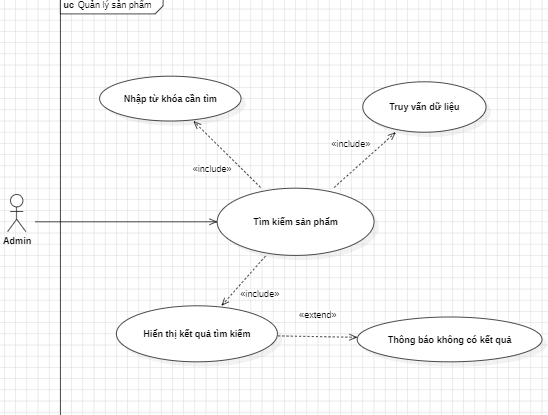 uc Quản lý sản phẩm
Nhập từ khóa cần tìm
Truy vấn dữ liệu
«include»
«include»
Tìm kiếm sản phẩm
Admin
«include»
«extend»
Hiển thị kết quả tìm kiếm
Thông báo không có kết quả